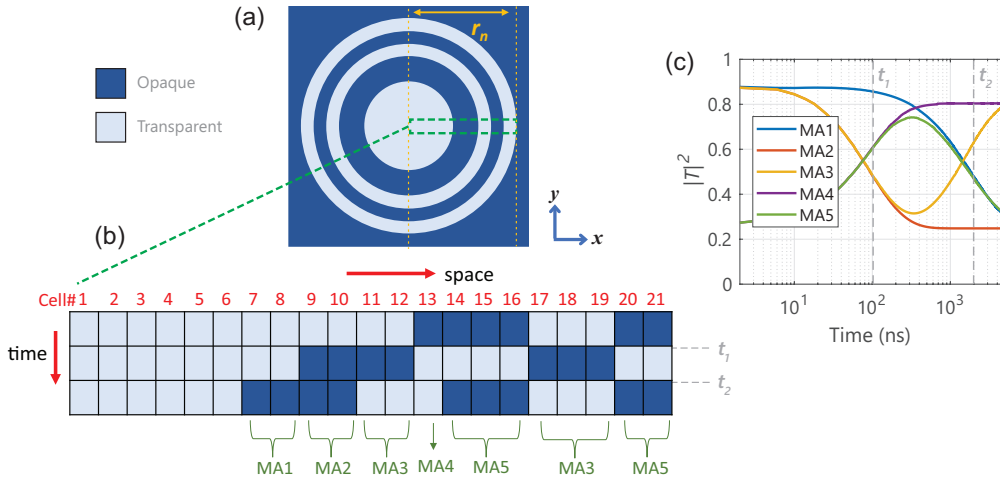 (a)
r_n
Opaque
Transparent
y
x
(b)
space
Cell# 1 2 3 4 5 6 7 8 9 10 11 12 13 14 15 16 17 18 19 20 21
time
t_1
t_2
MA1 MA2 MA3 MA4 MA5 MA3 MA5
(c)
1
0.8
0.6
0.4
0.2
0
|T|^2
t_1
t_2
MA1
MA2
MA3
MA4
MA5
10^1 10^2 10^3
Time (ns)